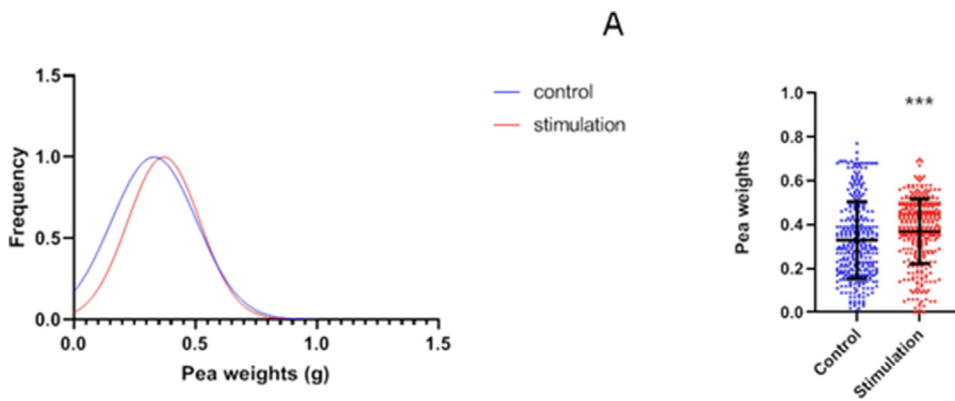 A
1.5
1.0
0.5
0.0
Frequency
0.0 0.5 1.0 1.5
Pea weights (g)
control
stimulation
1.0
0.8
0.6
0.4
0.2
0.0
Pea weights
***
Control
Stimulation